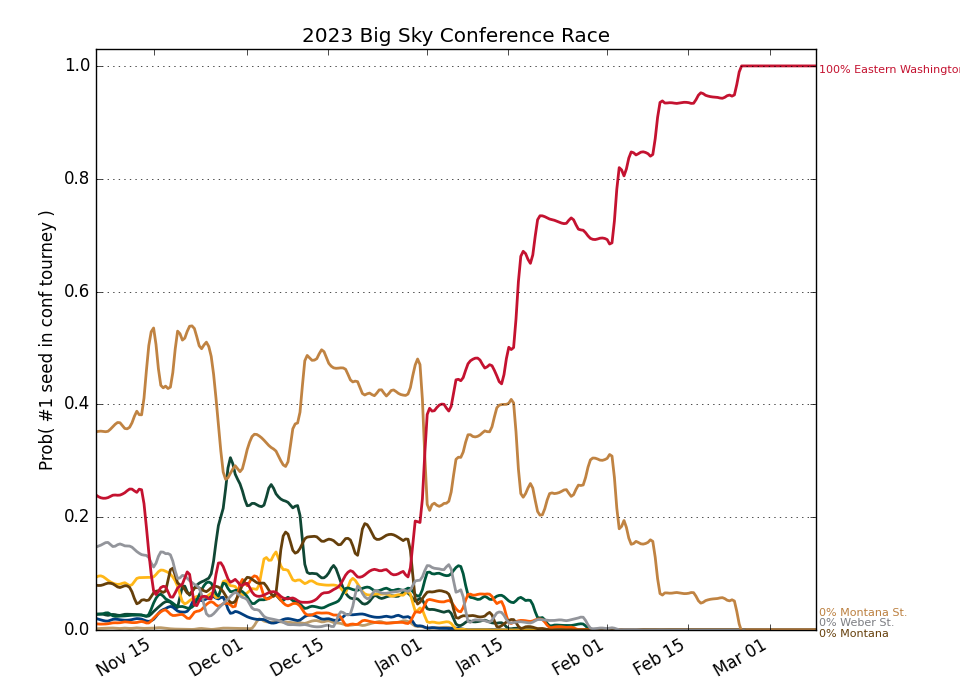 2023 Big Sky Conference Race
Prob( #1 seed in conf tourney )
1.0
0.8
0.6
0.4
0.2
0.0
Nov 15
Dec 01
Dec 15
Jan 01
Jan 15
Feb 01
Feb 15
Mar 01
100% Eastern Washington
0% Montana St.
0% Weber St.
0% Montana